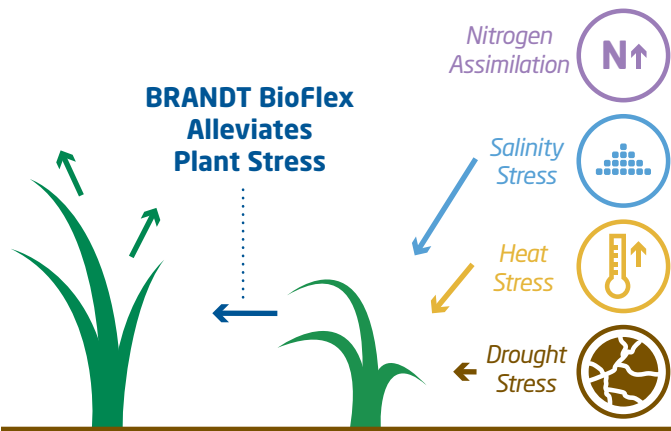 Nitrogen
Assimilation
N
BRANDT BioFlex
Alleviates
Plant Stress
Salinity
Stress
Heat
Stress
Drought
Stress